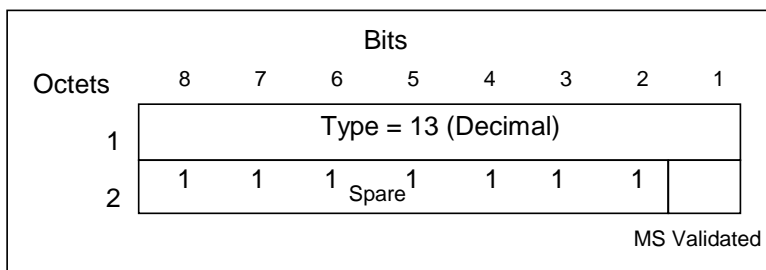 Bits
Octets 8 7 6 5 4 3 2 1
1 Type = 13 (Decimal)
2 1 1 1 1 1 1 1
Spare
MS Validated